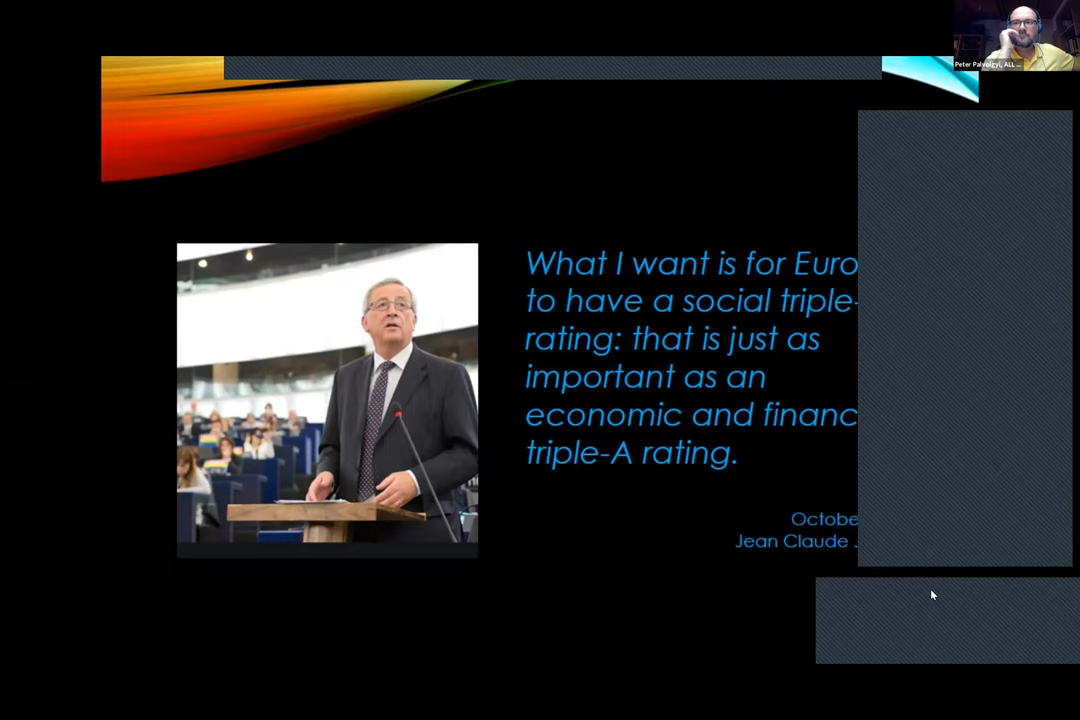 Peter Palvolgyi, ALL ...
What I want is for Euro
to have a social triple-
rating: that is just as
important as an
economic and financ
triple-A rating.
Octobe
Jean Claude